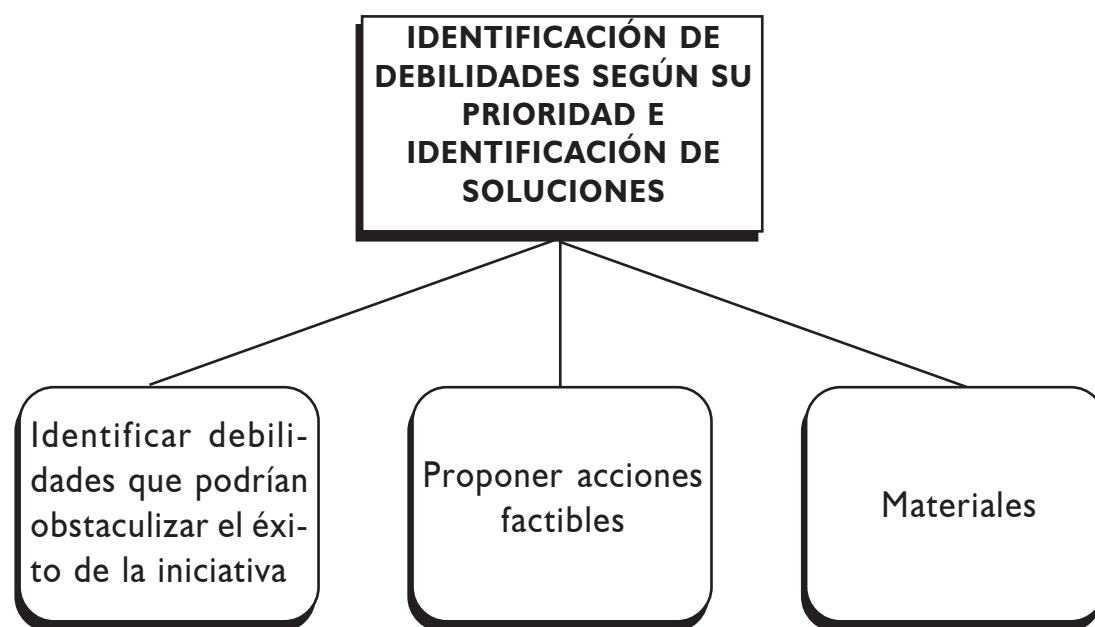 IDENTIFICACIÓN DE
DEBILIDADES SEGÚN SU
PRIORIDAD E
IDENTIFICACIÓN DE
SOLUCIONES
Identificar debili-
dades que podrían
obstaculizar el éxi-
to de la iniciativa
Proponer acciones
factibles
Materiales